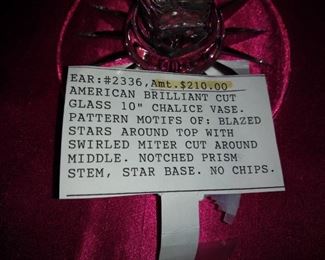 EAR:#2336,Amt.$210.00
AMERICAN BRILLIANT CUT
GLASS 10" CHALICE VASE.
PATTERN MOTIFS OF: BLAZED
STARS AROUND TOP WITH
SWIRLED MITER CUT AROUND
MIDDLE. NOTCHED PRISM
STEM, STAR BASE. NO CHIPS.